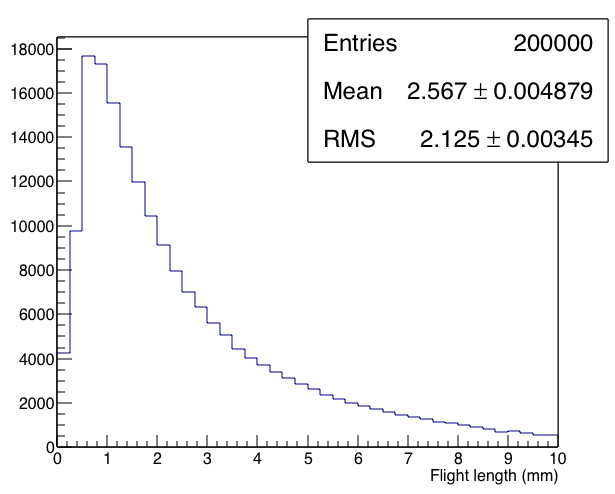 Entries 200000
Mean 2.567 ± 0.004879
RMS 2.125 ± 0.00345
18000
16000
14000
12000
10000
8000
6000
4000
2000
0
0 1 2 3 4 5 6 7 8 9 10
Flight length (mm)